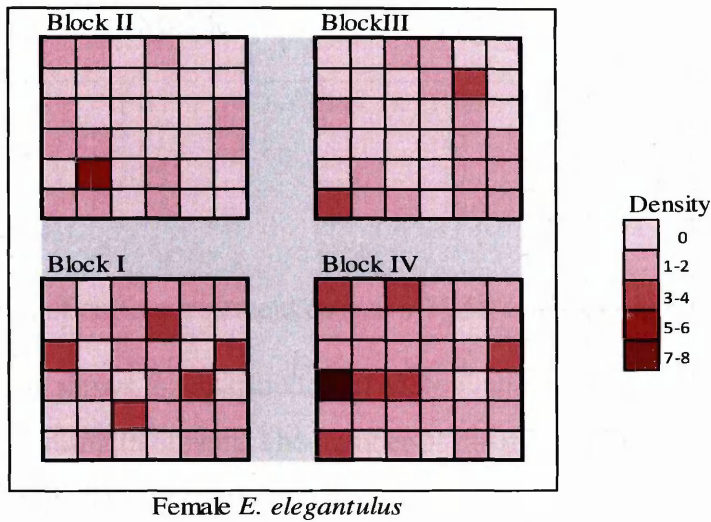 Block II
BlockIII
Block I
Block IV
Density
0
1-2
3-4
5-6
7-8
Female E. elegantulus